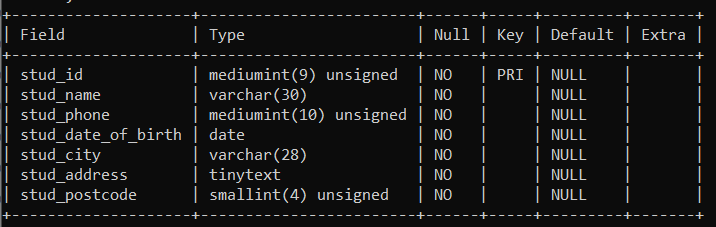 +--------------------+------------------------+------+-----+---------+-------+
| Field              | Type                   | Null | Key | Default | Extra |
+--------------------+------------------------+------+-----+---------+-------+
| stud_id            | mediumint(9) unsigned  | NO   | PRI | NULL    |       |
| stud_name          | varchar(30)            | NO   |     | NULL    |       |
| stud_phone         | mediumint(10) unsigned | NO   |     | NULL    |       |
| stud_date_of_birth | date                   | NO   |     | NULL    |       |
| stud_city          | varchar(28)            | NO   |     | NULL    |       |
| stud_address       | tinytext               | NO   |     | NULL    |       |
| stud_postcode      | smallint(4) unsigned   | NO   |     | NULL    |       |
+--------------------+------------------------+------+-----+---------+-------+